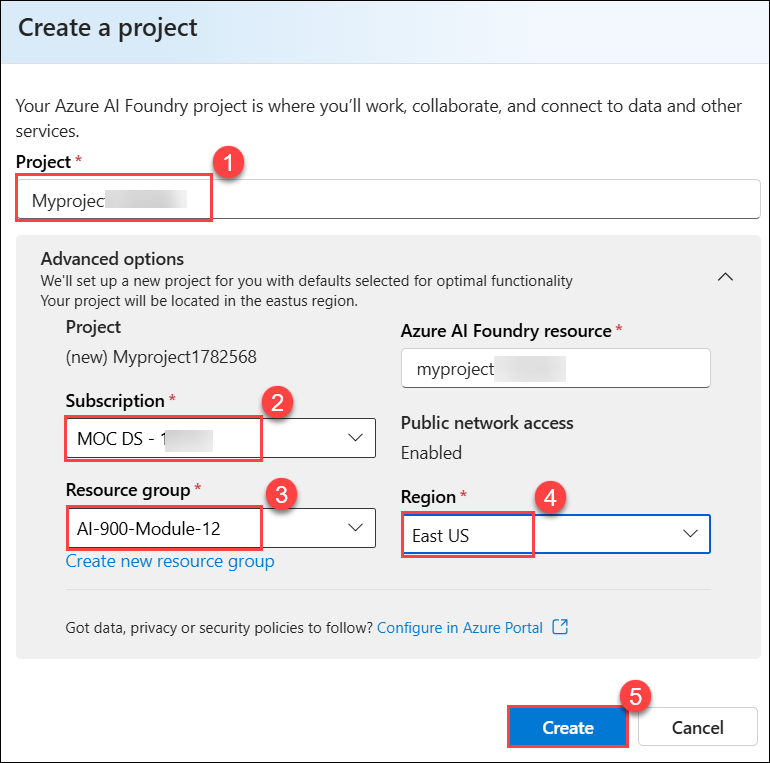 Create a project
Your Azure AI Foundry project is where you'll work, collaborate, and connect to data and other
services.
Project *
1
Myprojec
Advanced options
We'll set up a new project for you with defaults selected for optimal functionality
Your project will be located in the eastus region.
Project
(new) Myproject1782568
Azure AI Foundry resource *
myproject
Subscription *
2
MOC DS -
Public network access
Enabled
Resource group *
3
AI-900-Module-12
Create new resource group
Region *
4
East US
Got data, privacy or security policies to follow? Configure in Azure Portal
5
Create
Cancel